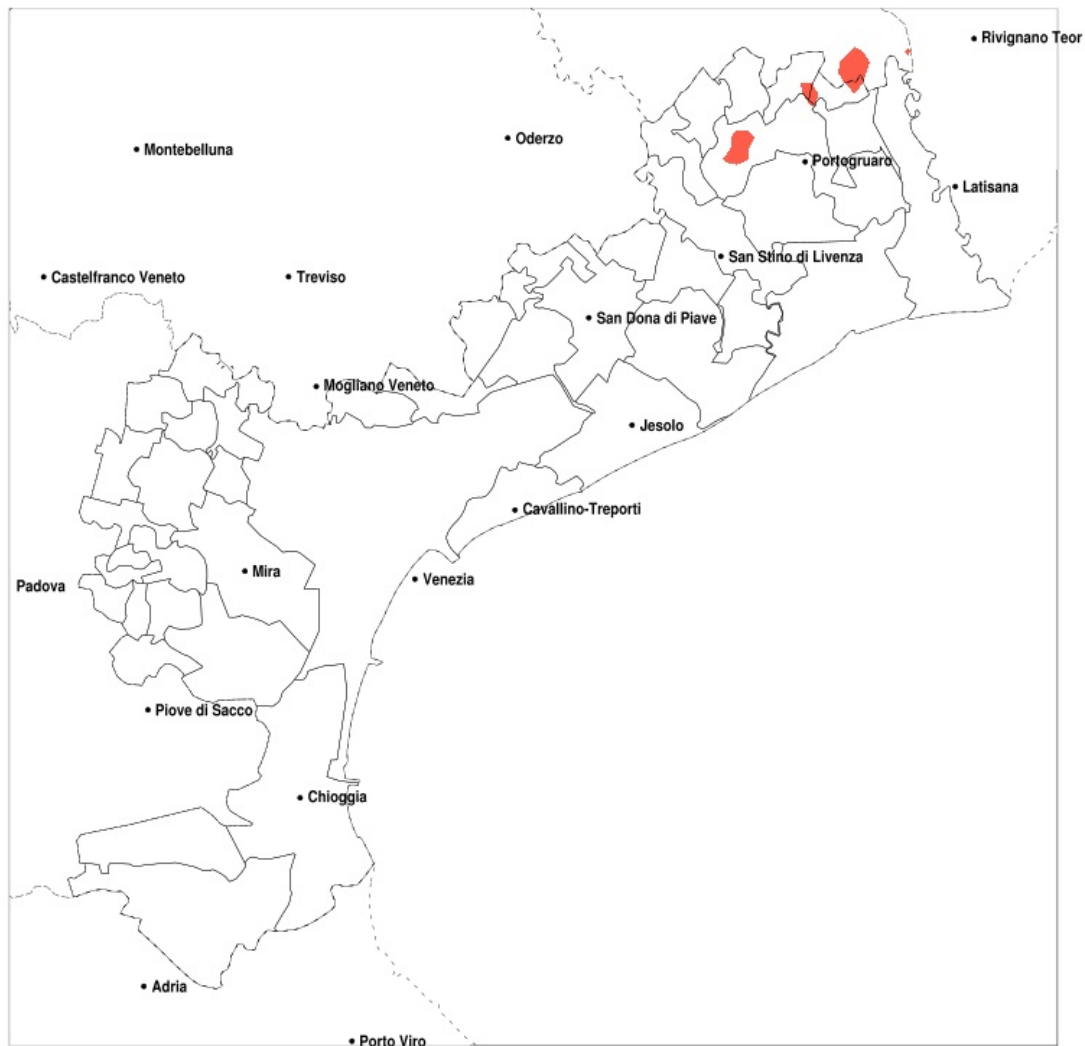 Rivignano Teor
Montebelluna
Oderzo
Portogruaro
Latisana
San Stino di Livenza
Castelfranco Veneto
Treviso
San Dona di Piave
Mogliano Veneto
Jesolo
Cavallino-Treporti
Mira
Venezia
Padova
Piove di Sacco
Chioggia
Adria
Porto Viro